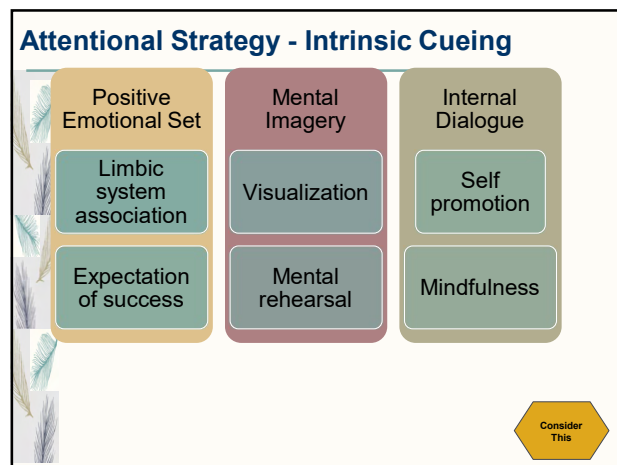 Attentional Strategy - Intrinsic Cueing
Positive
Emotional Set
Limbic
system
association
Expectation
of success
Mental
Imagery
Visualization
Mental
rehearsal
Internal
Dialogue
Self
promotion
Mindfulness
Consider
This